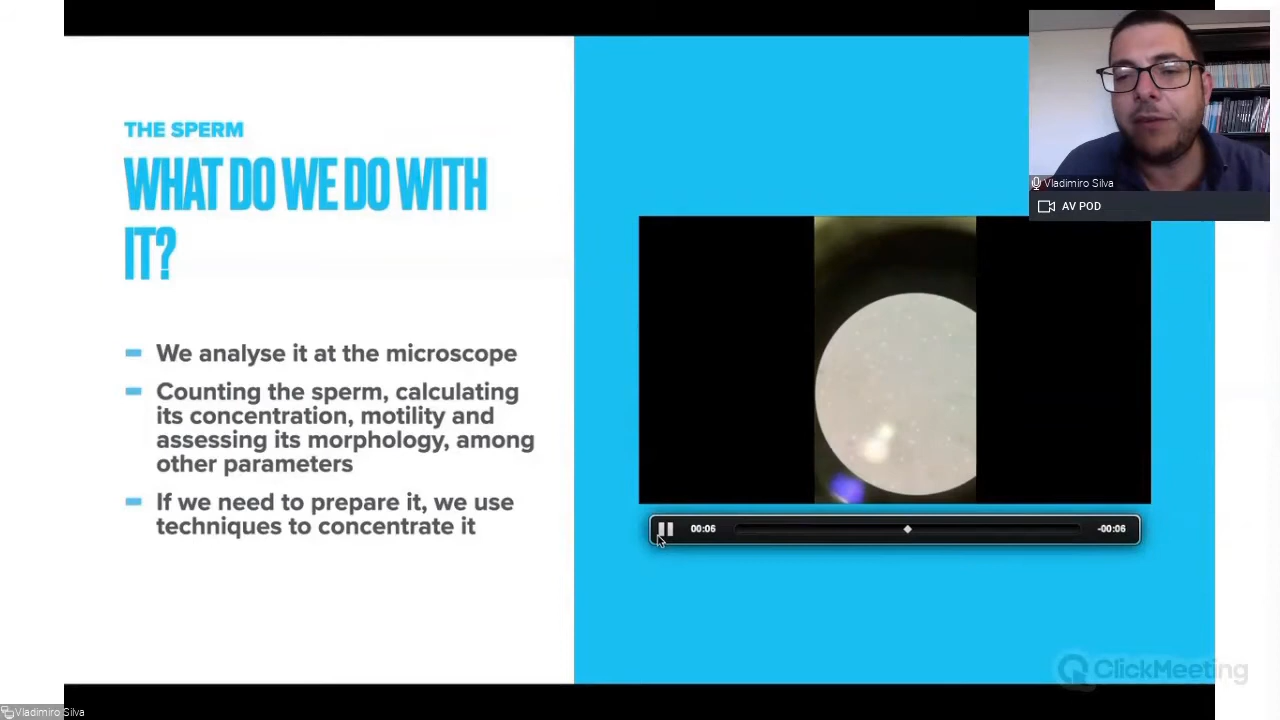 THE SPERM
WHAT DO WE DO WITH
IT?
We analyse it at the microscope
Counting the sperm, calculating
its concentration, motility and
assessing its morphology, among
other parameters
If we need to prepare it, we use
techniques to concentrate it
Vladimiro Silva
AV POD
00:06
-00:06
ClickMeeting
Vladimiro Silva